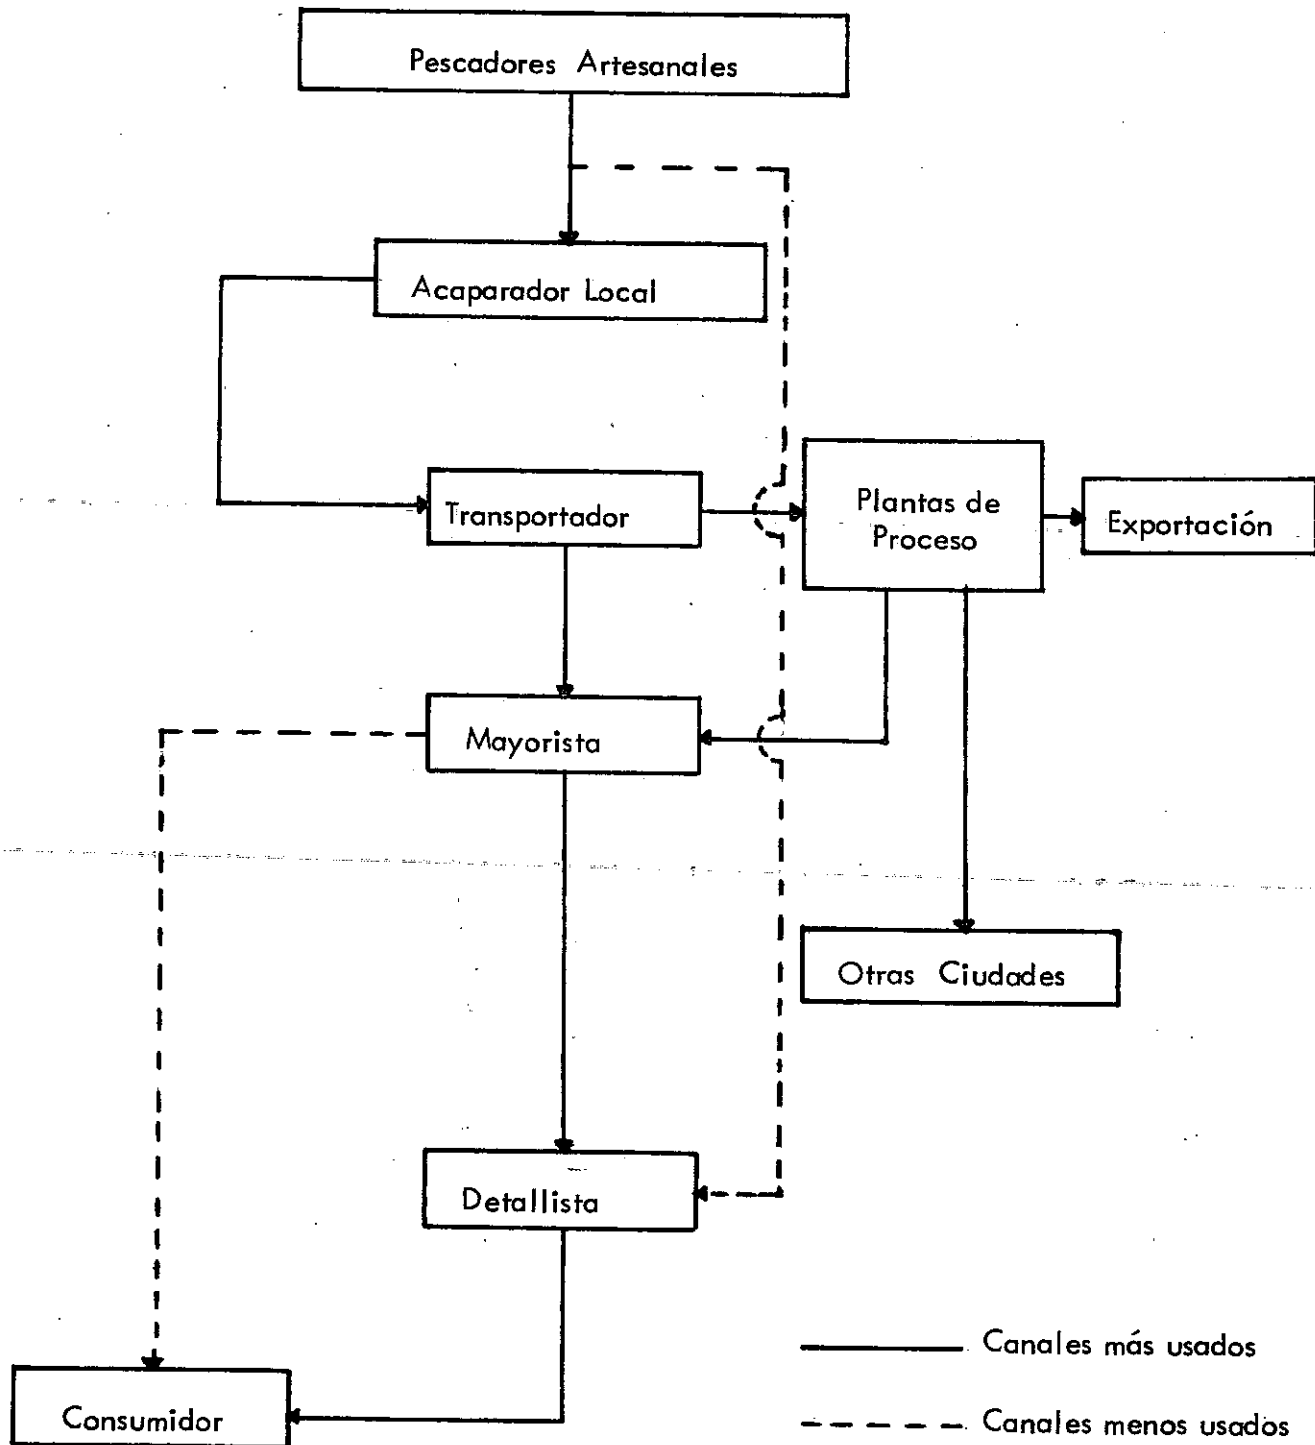 Pescadores Artesanales
Acaparador Local
Transportador
Plantas de
Proceso
Exportación
Mayorista
Otras Ciudades
Detallista
Canales más usados
Consumidor
Canales menos usados